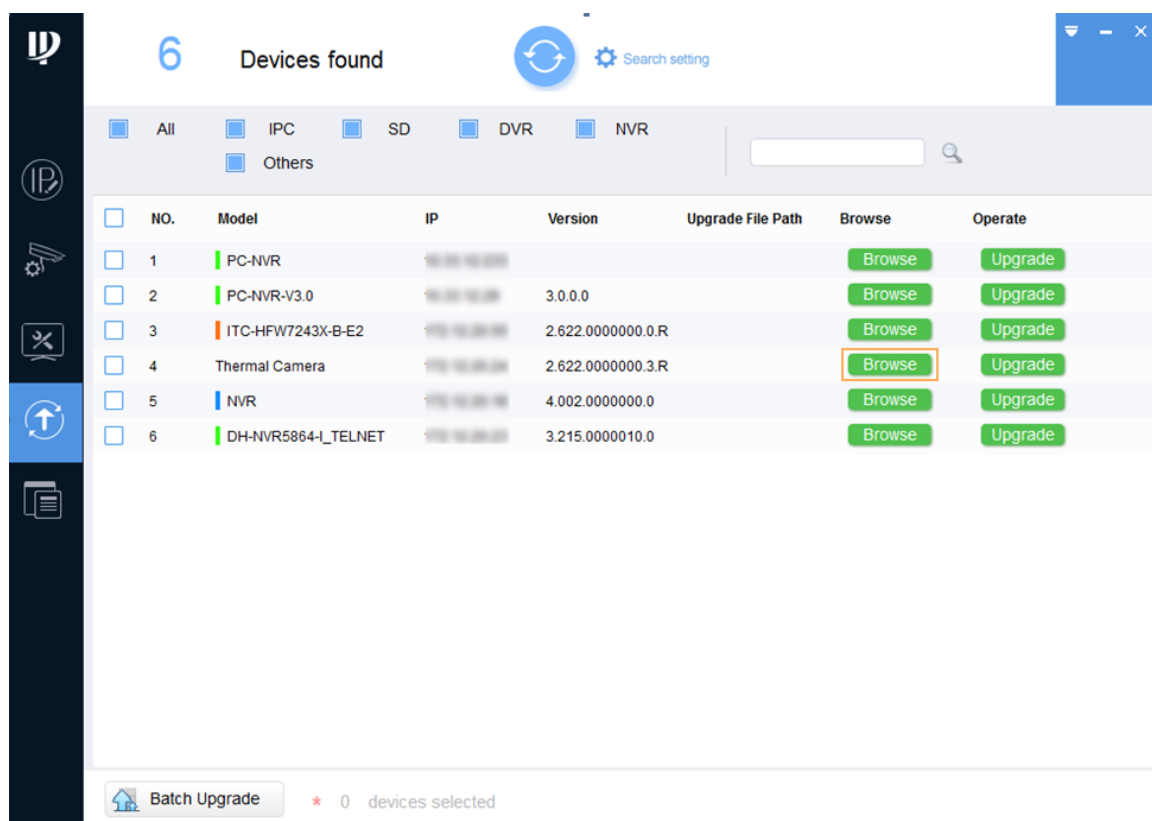 6 Devices found Search setting
All IPC SD DVR NVR
Others
NO. Model IP Version Upgrade File Path Browse Operate
1 PC-NVR Browse Upgrade
2 PC-NVR-V3.0 3.0.0.0 Browse Upgrade
3 ITC-HFW7243X-B-E2 2.622.0000000.0.R Browse Upgrade
4 Thermal Camera 2.622.0000000.3.R Browse Upgrade
5 NVR 4.002.0000000.0 Browse Upgrade
6 DH-NVR5864-I_TELNET 3.215.0000010.0 Browse Upgrade
Batch Upgrade * 0 devices selected